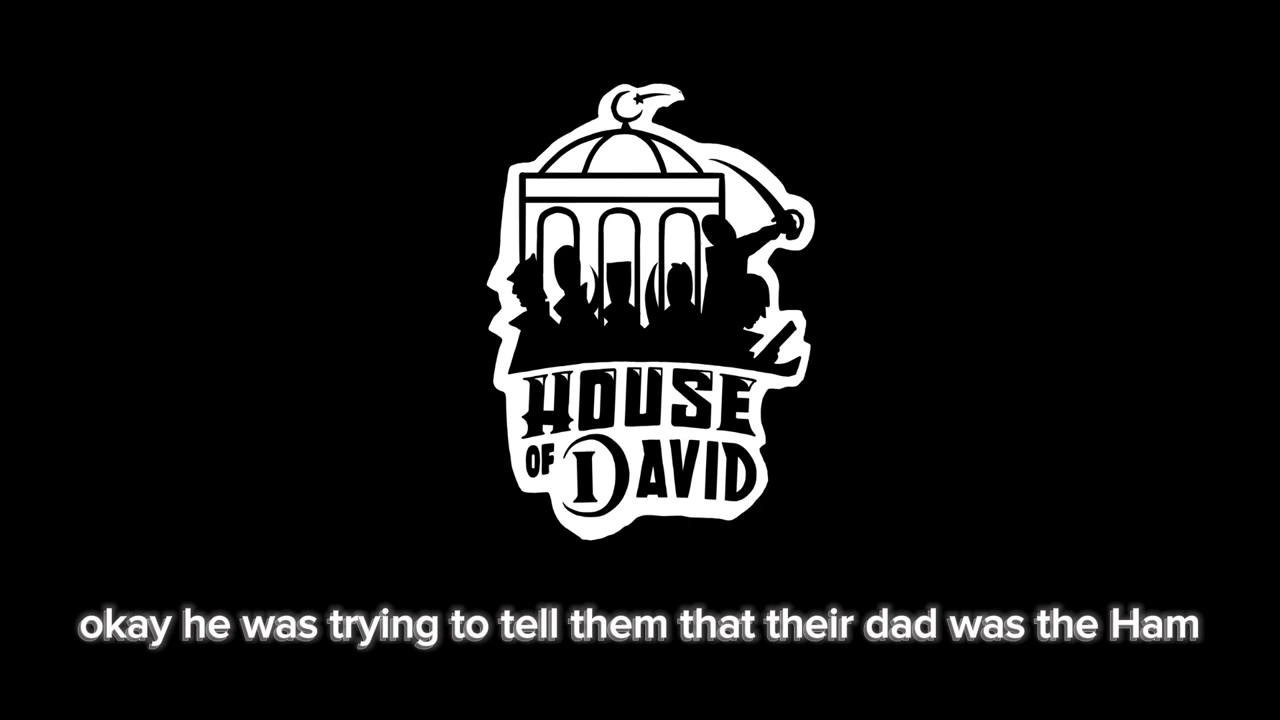 HOUSE
OF DAVID
okay he was trying to tell them that their dad was the Ham